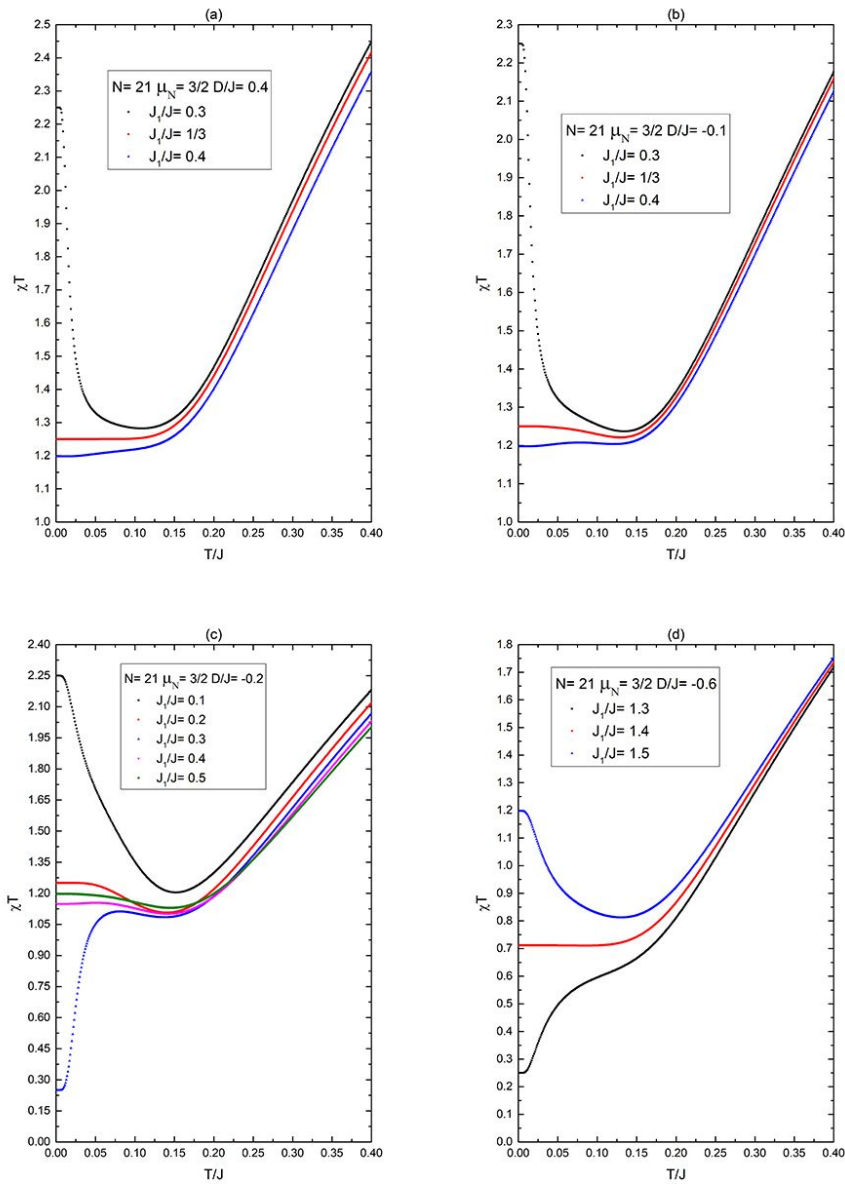 (a)
2.5
2.4
2.3
2.2
2.1
2.0
1.9
1.8
1.7
1.6
1.5
1.4
1.3
1.2
1.1
1.0
χT
N= 21 μN= 3/2 D/J= 0.4
J1/J= 0.3
J1/J= 1/3
J1/J= 0.4
0.00 0.05 0.10 0.15 0.20 0.25 0.30 0.35 0.40
T/J
(b)
2.3
2.2
2.1
2.0
1.9
1.8
1.7
1.6
1.5
1.4
1.3
1.2
1.1
1.0
χT
N= 21 μN= 3/2 D/J= -0.1
J1/J= 0.3
J1/J= 1/3
J1/J= 0.4
0.00 0.05 0.10 0.15 0.20 0.25 0.30 0.35 0.40
T/J
(c)
2.40
2.25
2.10
1.95
1.80
1.65
1.50
1.35
1.20
1.05
0.90
0.75
0.60
0.45
0.30
0.15
0.00
χT
N= 21 μN= 3/2 D/J= -0.2
J1/J= 0.1
J1/J= 0.2
J1/J= 0.3
J1/J= 0.4
J1/J= 0.5
0.00 0.05 0.10 0.15 0.20 0.25 0.30 0.35 0.40
T/J
(d)
1.8
1.7
1.6
1.5
1.4
1.3
1.2
1.1
1.0
0.9
0.8
0.7
0.6
0.5
0.4
0.3
0.2
0.1
0.0
χT
N= 21 μN= 3/2 D/J= -0.6
J1/J= 1.3
J1/J= 1.4
J1/J= 1.5
0.00 0.05 0.10 0.15 0.20 0.25 0.30 0.35 0.40
T/J